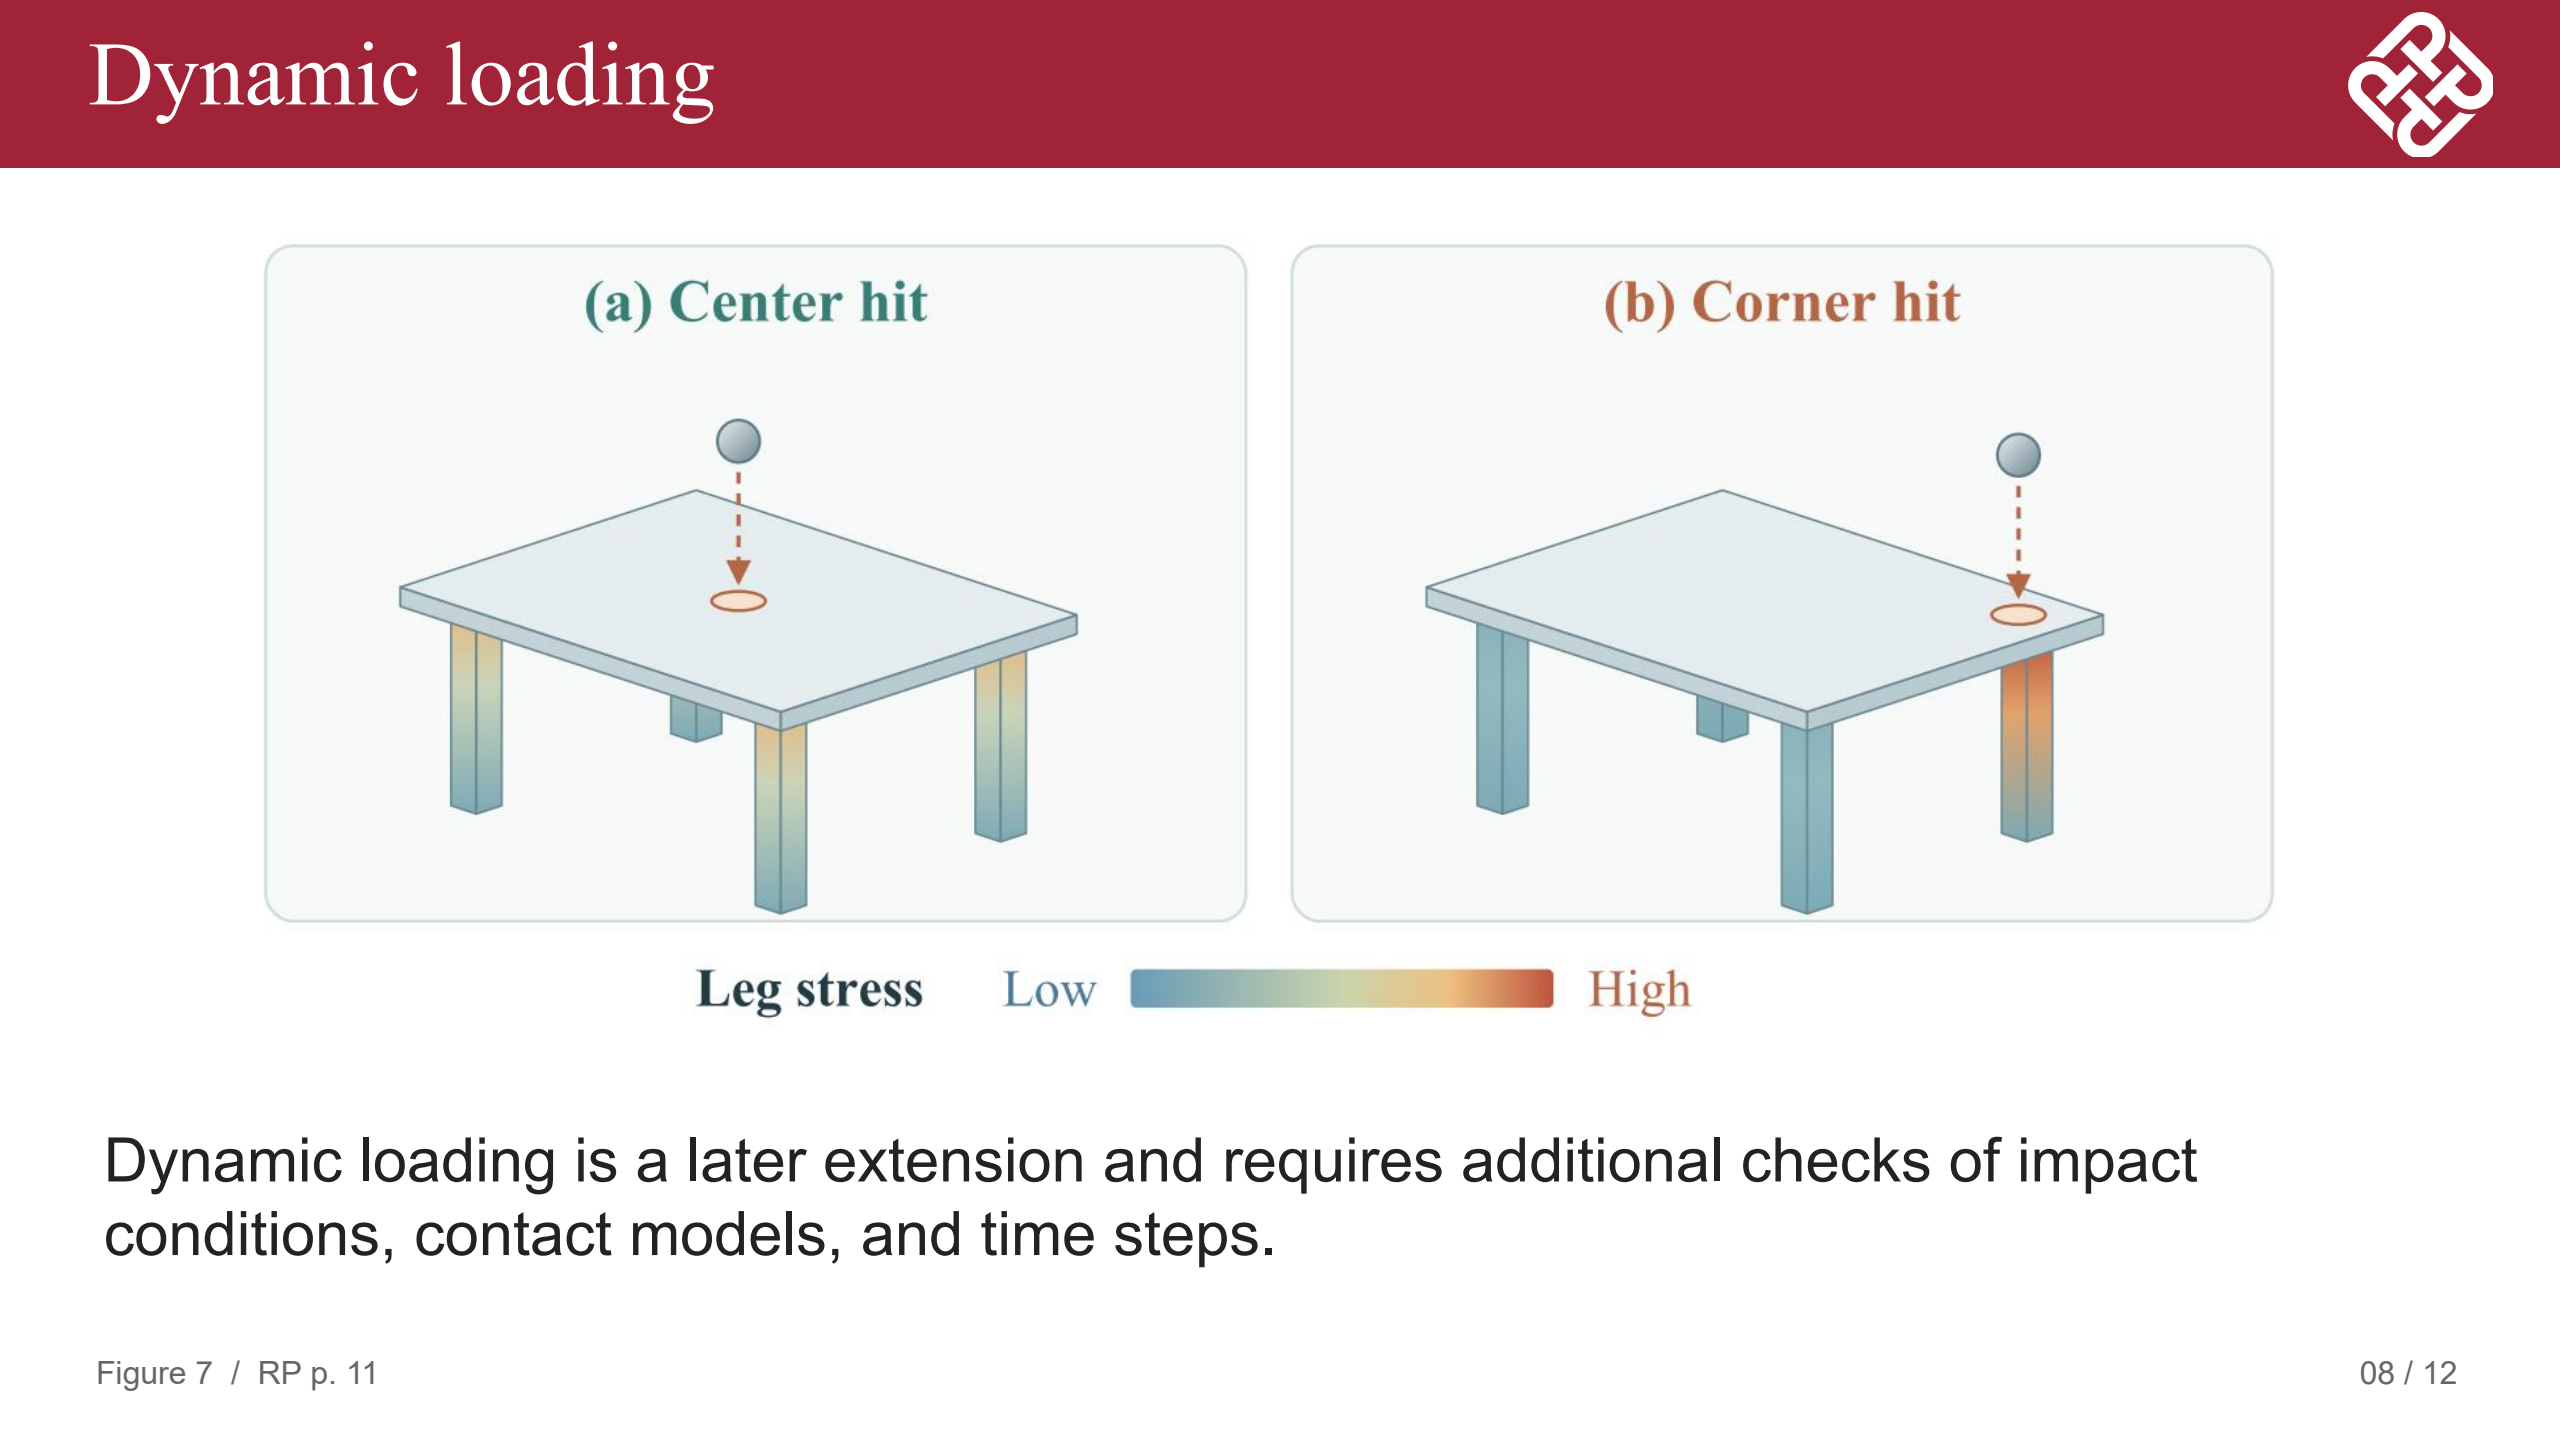 Dynamic loading
(a) Center hit
(b) Corner hit
Leg stress Low High
Dynamic loading is a later extension and requires additional checks of impact
conditions, contact models, and time steps.
Figure 7 / RP p. 11
08 / 12